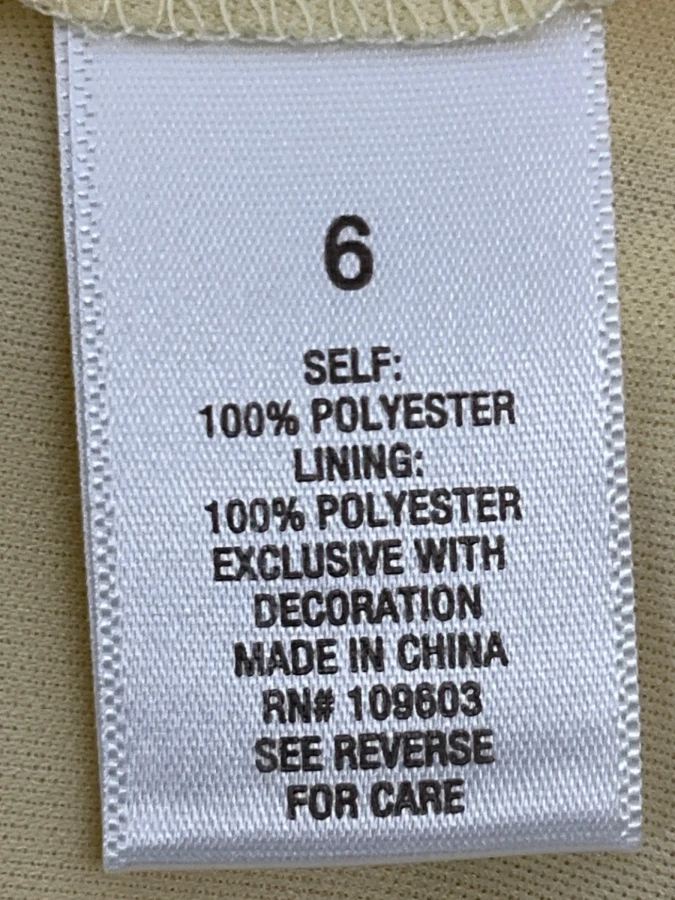 6
SELF:
100% POLYESTER
LINING:
100% POLYESTER
EXCLUSIVE WITH
DECORATION
MADE IN CHINA
RN# 109603
SEE REVERSE
FOR CARE